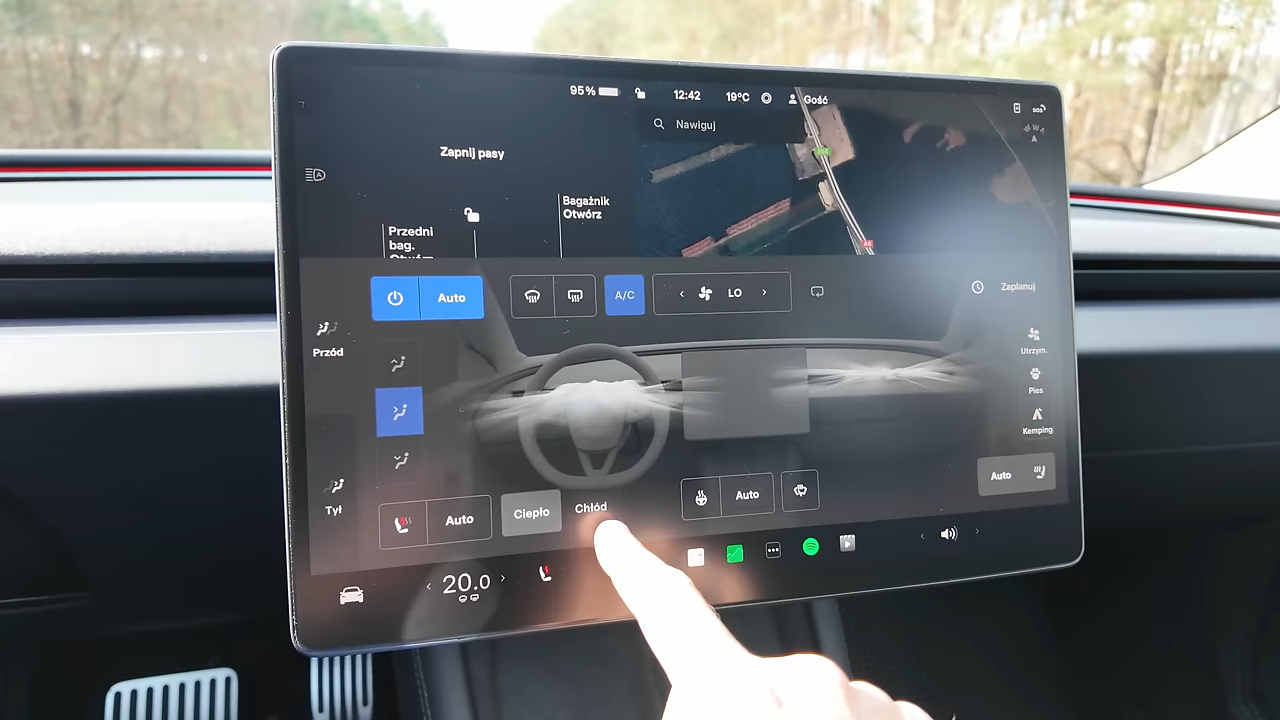 95%
12:42
19°C
Gość
SOS
Nawiguj
Zapnij pasy
Bagażnik
Otwórz
Przedni
bag.
Otwórz
Auto
A/C
LO
Zaplanuj
Przód
Utrzym.
Pies
Kemping
Tył
Auto
Ciepło
Chłód
Auto
Auto
20.0